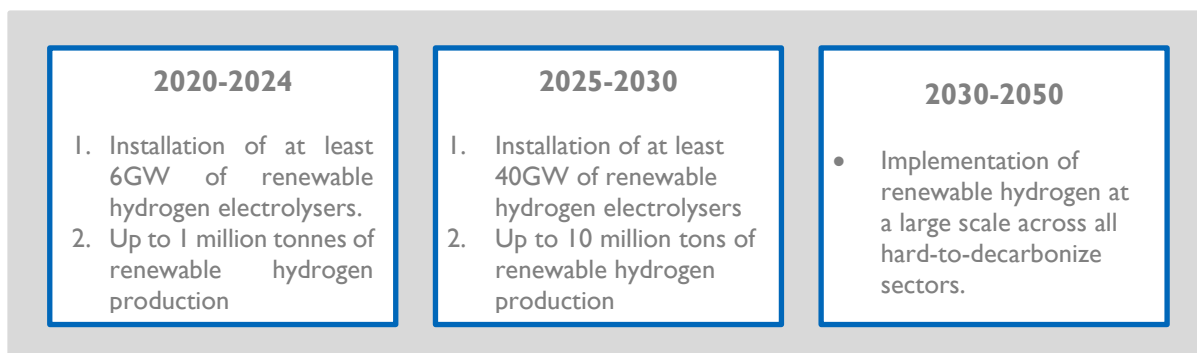 2020-2024
1. Installation of at least
6GW of renewable
hydrogen electrolysers.
2. Up to 1 million tonnes of
renewable hydrogen
production
2025-2030
1. Installation of at least
40GW of renewable
hydrogen electrolysers
2. Up to 10 million tons of
renewable hydrogen
production
2030-2050
• Implementation of
renewable hydrogen at
a large scale across all
hard-to-decarbonize
sectors.